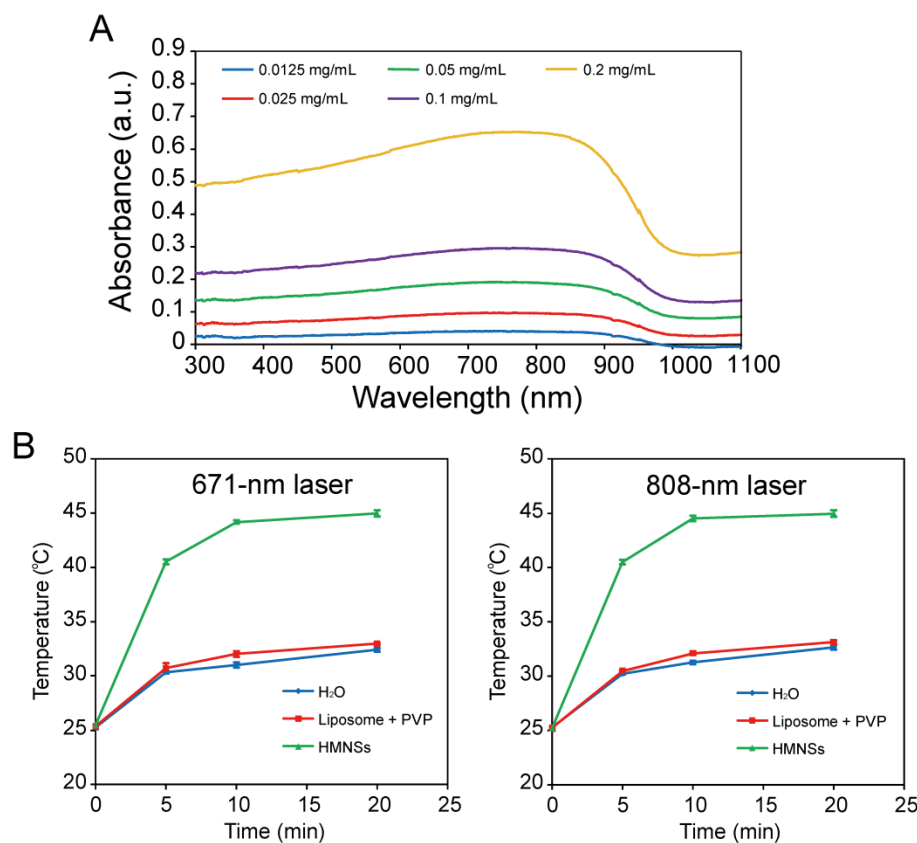 A
Absorbance (a.u.)
0.9
0.8
0.7
0.6
0.5
0.4
0.3
0.2
0.1
0
0.0125 mg/mL
0.05 mg/mL
0.2 mg/mL
0.025 mg/mL
0.1 mg/mL
300 400 500 600 700 800 900 1000 1100
Wavelength (nm)
B
671-nm laser
Temperature (℃)
50
45
40
35
30
25
20
H₂O
Liposome + PVP
HMNSs
0 5 10 15 20 25
Time (min)
808-nm laser
Temperature (℃)
50
45
40
35
30
25
20
H₂O
Liposome + PVP
HMNSs
0 5 10 15 20 25
Time (min)